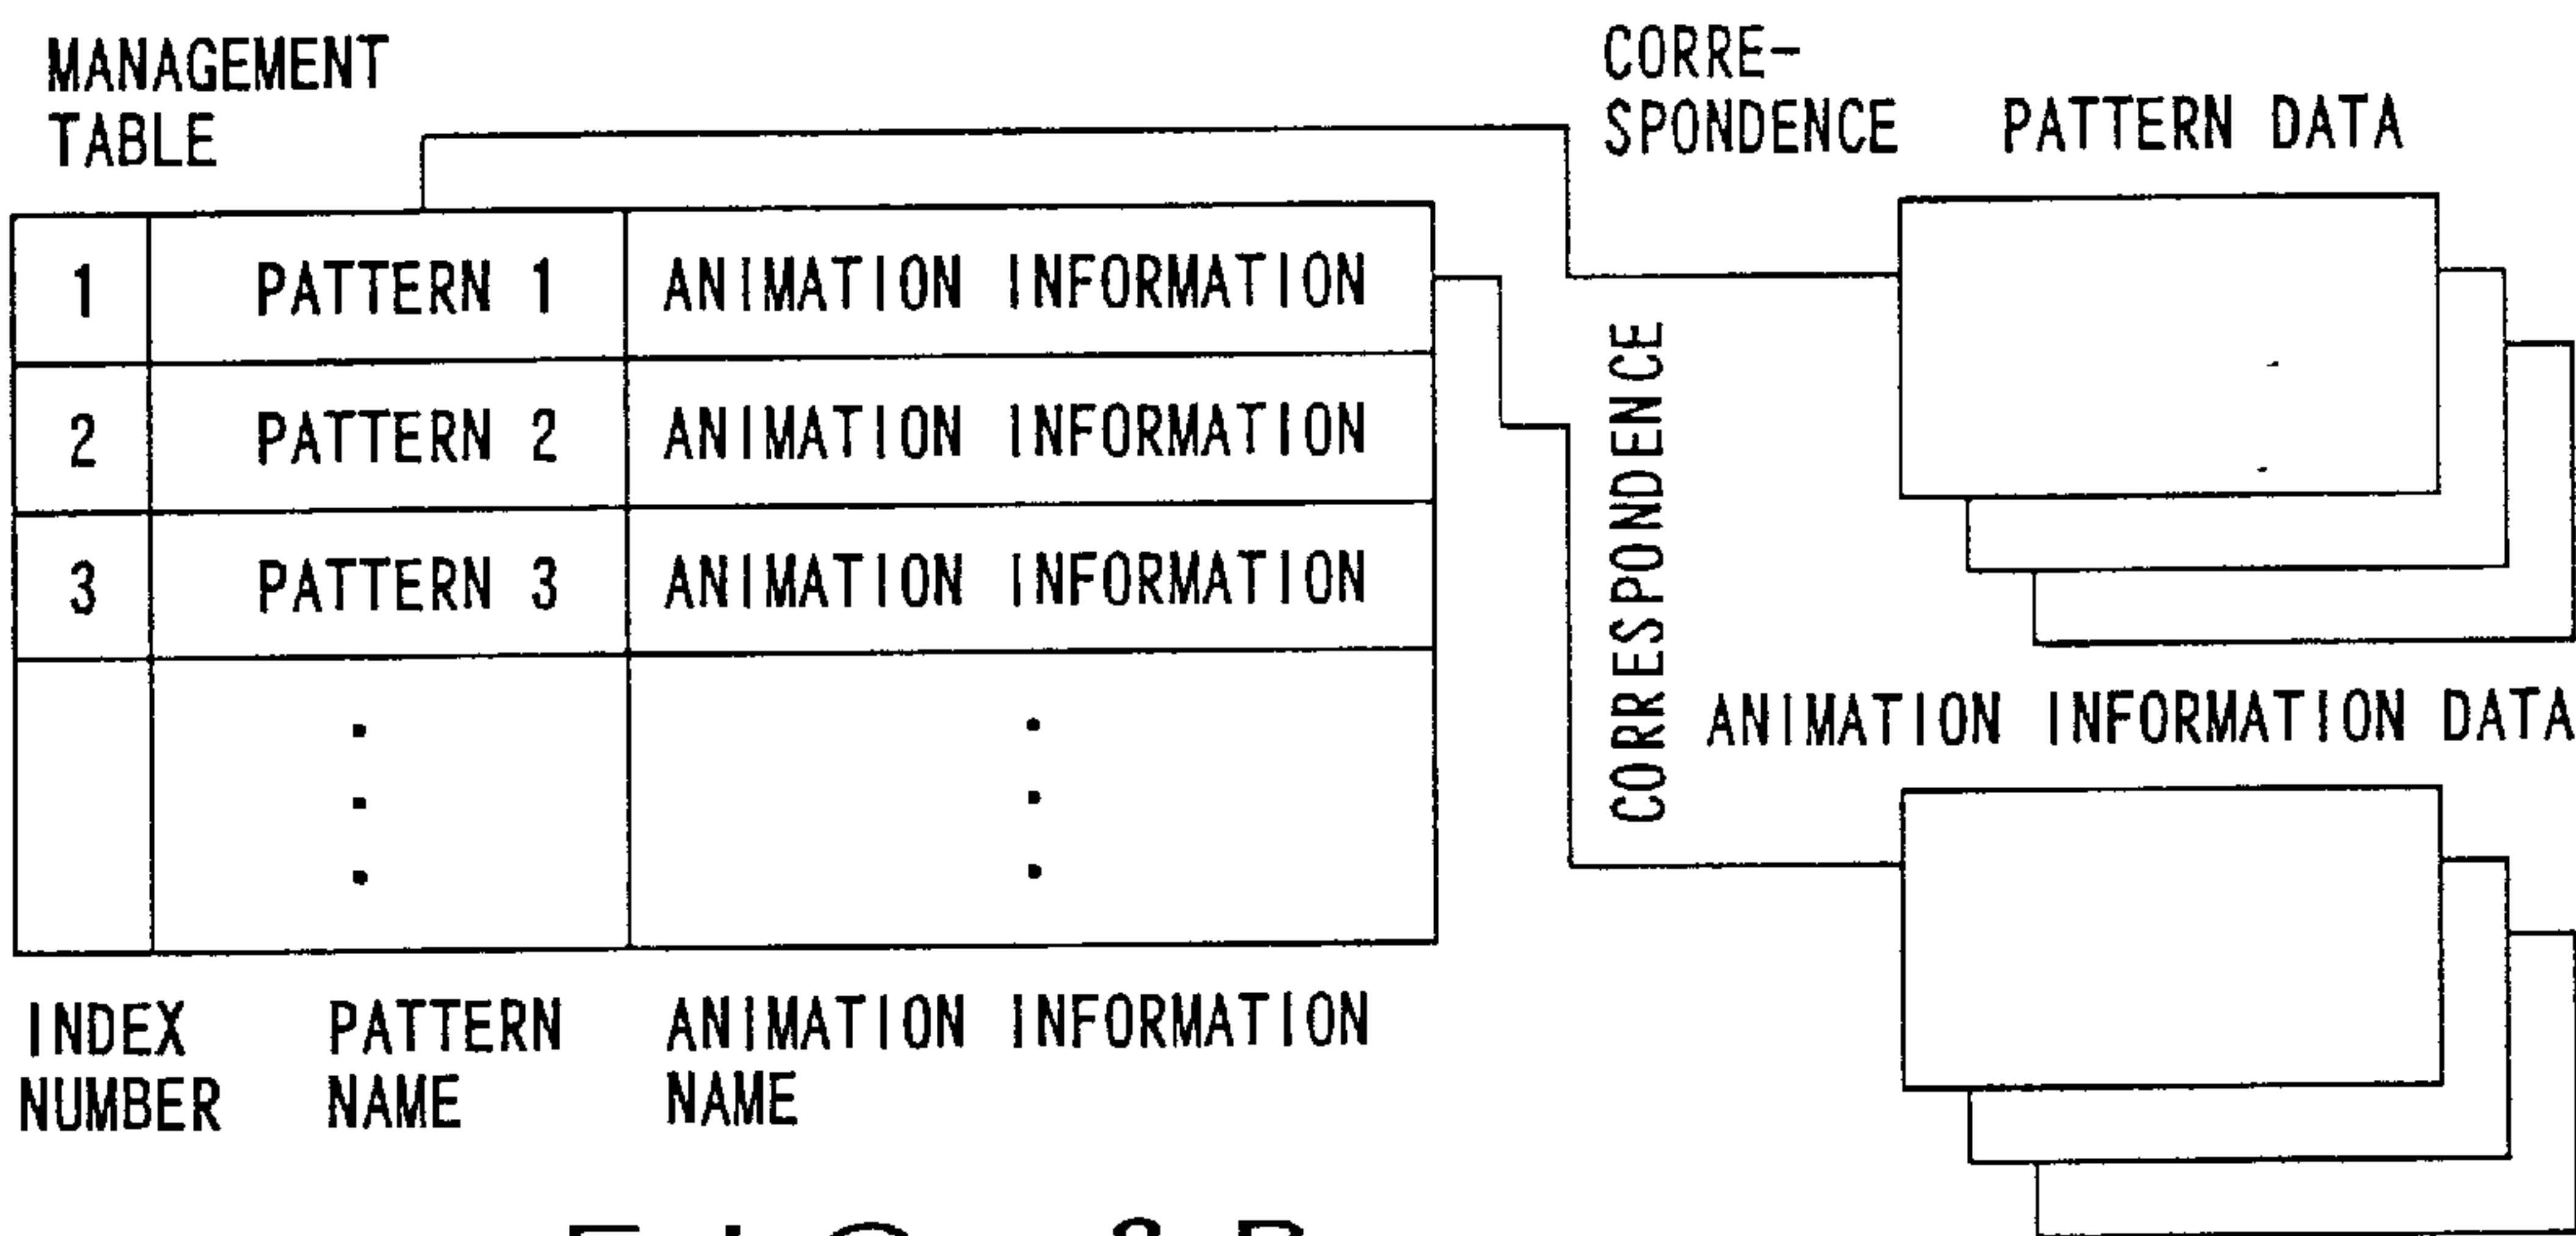 MANAGEMENT
TABLE
CORRE-
SPONDENCE
PATTERN DATA
1 PATTERN 1 ANIMATION INFORMATION
2 PATTERN 2 ANIMATION INFORMATION
3 PATTERN 3 ANIMATION INFORMATION
CORRESPONDENCE
ANIMATION INFORMATION DATA
INDEX
NUMBER
PATTERN
NAME
ANIMATION INFORMATION
NAME